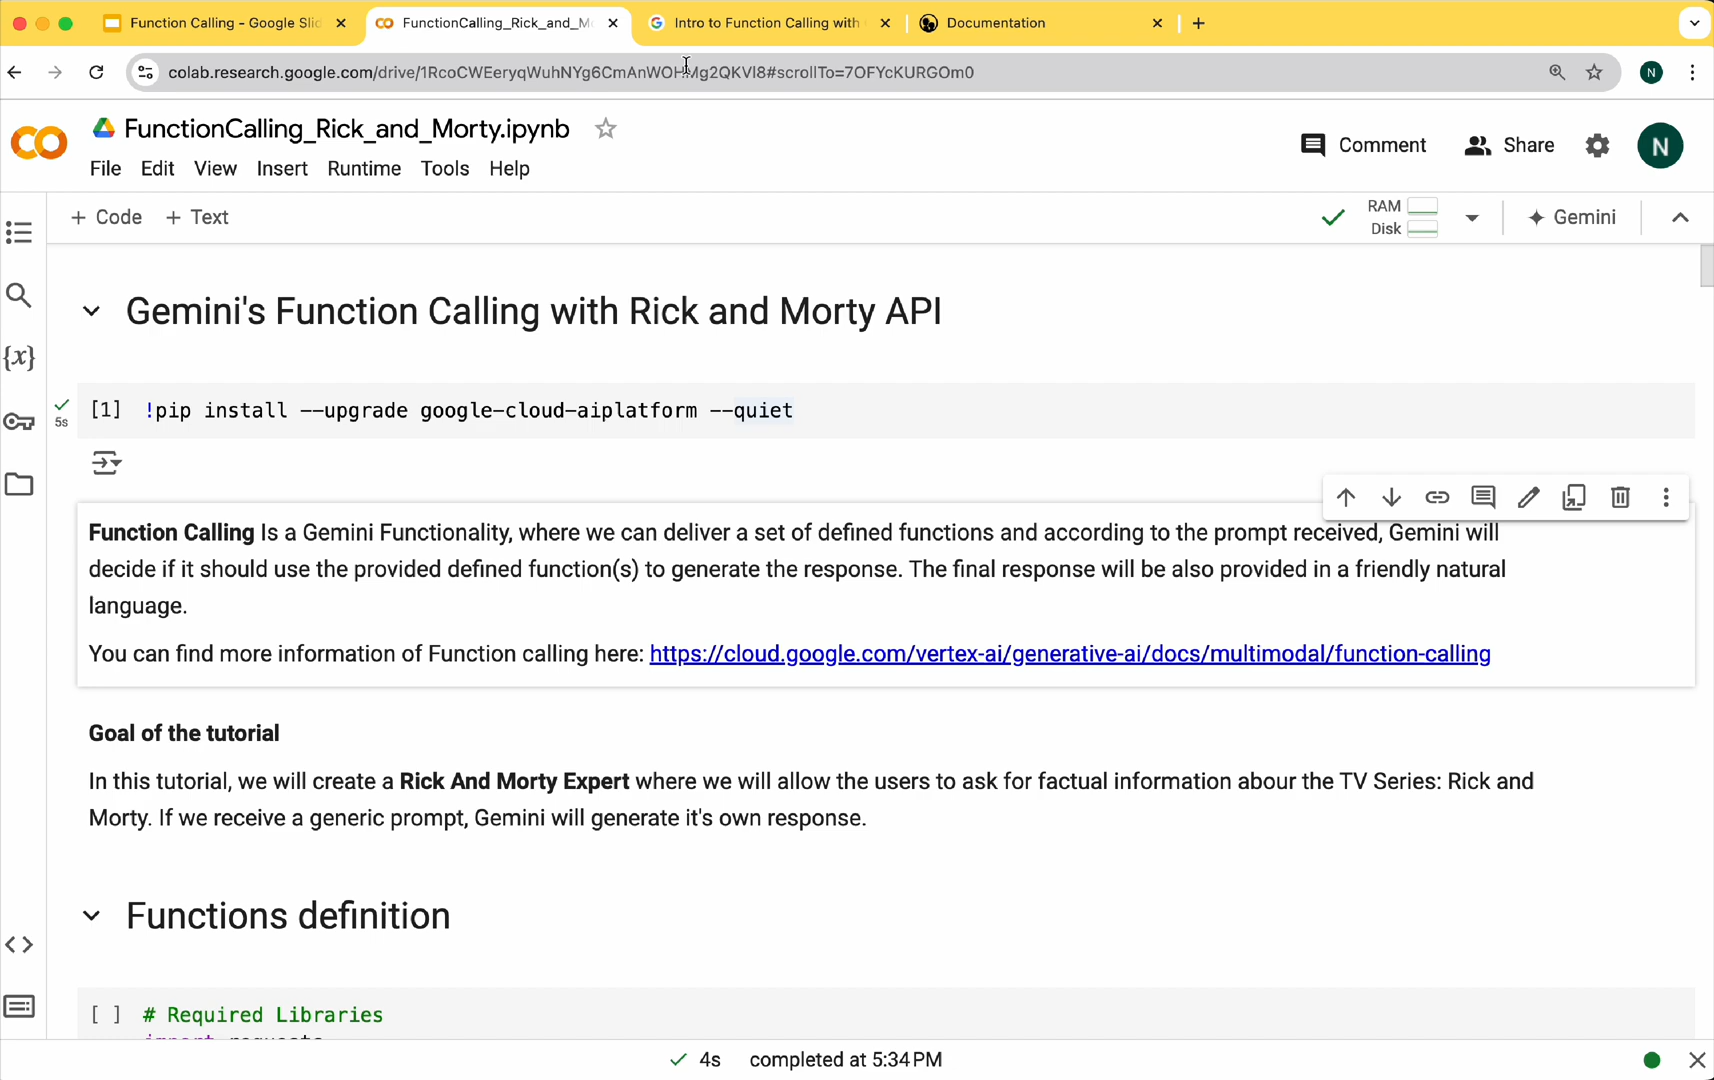 Function Calling - Google Slid
FunctionCalling_Rick_and_M
Intro to Function Calling with
Documentation
colab.research.google.com/drive/1RcoCWEeryqWuhNYg6CmAnWOHMg2QKVl8#scrollTo=7OFYcKURGOm0
N
FunctionCalling_Rick_and_Morty.ipynb
Comment
Share
N
File Edit View Insert Runtime Tools Help
+ Code + Text
RAM
Disk
Gemini
Gemini's Function Calling with Rick and Morty API
{x}
5s
[1] !pip install --upgrade google-cloud-aiplatform --quiet
Function Calling Is a Gemini Functionality, where we can deliver a set of defined functions and according to the prompt received, Gemini will
decide if it should use the provided defined function(s) to generate the response. The final response will be also provided in a friendly natural
language.
You can find more information of Function calling here: https://cloud.google.com/vertex-ai/generative-ai/docs/multimodal/function-calling
Goal of the tutorial
In this tutorial, we will create a Rick And Morty Expert where we will allow the users to ask for factual information abour the TV Series: Rick and
Morty. If we receive a generic prompt, Gemini will generate it's own response.
Functions definition
[ ] # Required Libraries
import requests
4s completed at 5:34 PM